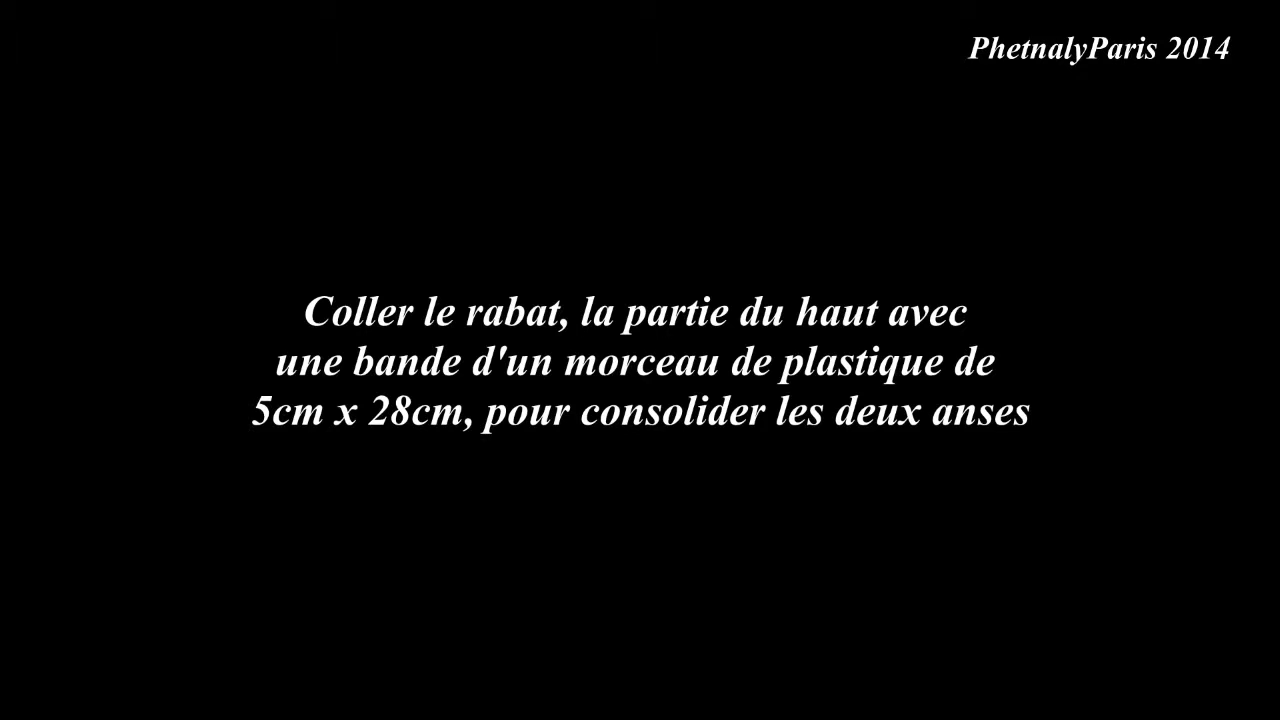 PhetnalyParis 2014
Coller le rabat, la partie du haut avec
une bande d'un morceau de plastique de
5cm x 28cm, pour consolider les deux anses